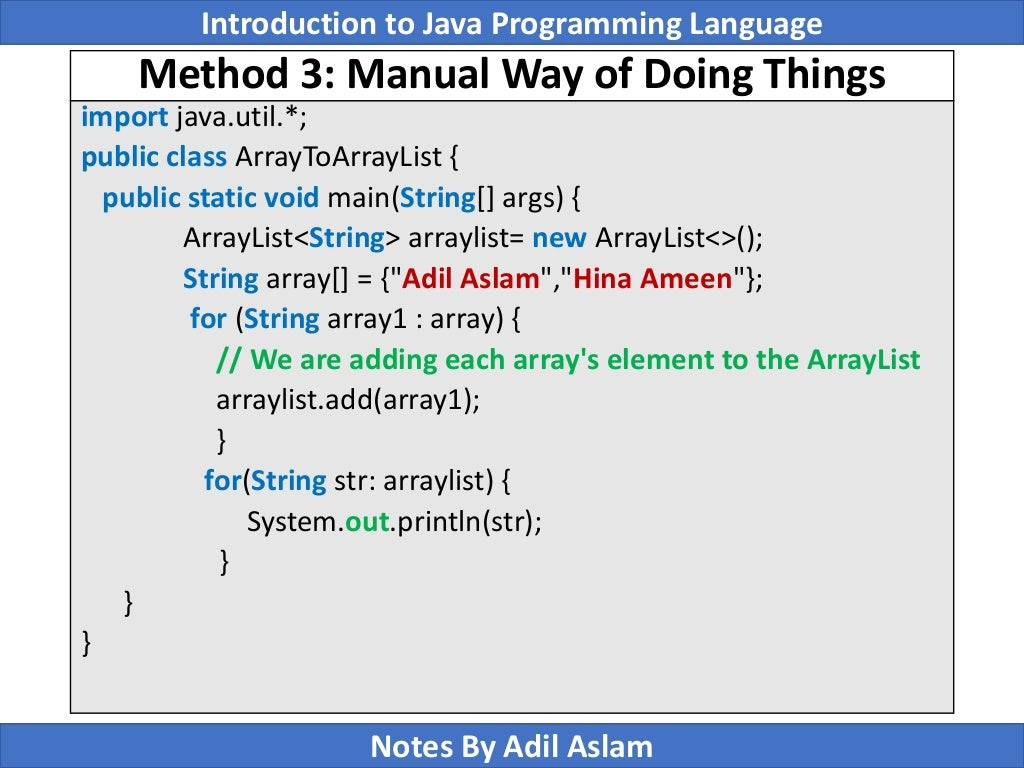 Introduction to Java Programming Language
Method 3: Manual Way of Doing Things
import java.util.*;
public class ArrayToArrayList {
public static void main(String[] args) {
ArrayList<String> arraylist= new ArrayList<>();
String array[] = {"Adil Aslam","Hina Ameen"};
for (String array1 : array) {
// We are adding each array's element to the ArrayList
arraylist.add(array1);
}
for(String str: arraylist) {
System.out.println(str);
}
}
}
Notes By Adil Aslam